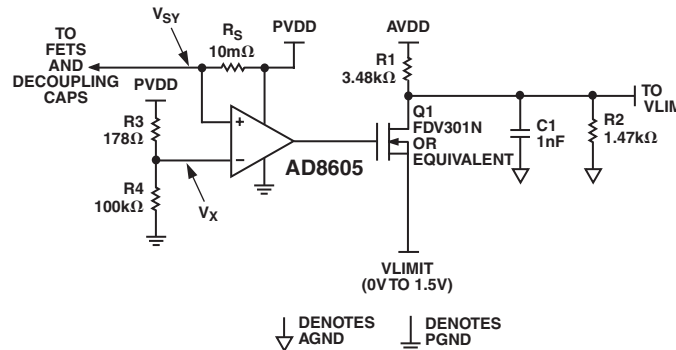 V_SY
TO
FETS
AND
DECOUPLING
CAPS
R_S
10mΩ
PVDD
PVDD
R3
178Ω
R4
100kΩ
V_X
+
–
AD8605
AVDD
R1
3.48kΩ
Q1
FDV301N
OR
EQUIVALENT
C1
1nF
R2
1.47kΩ
TO
VLIM
VLIMIT
(0V TO 1.5V)
DENOTES
AGND
DENOTES
PGND